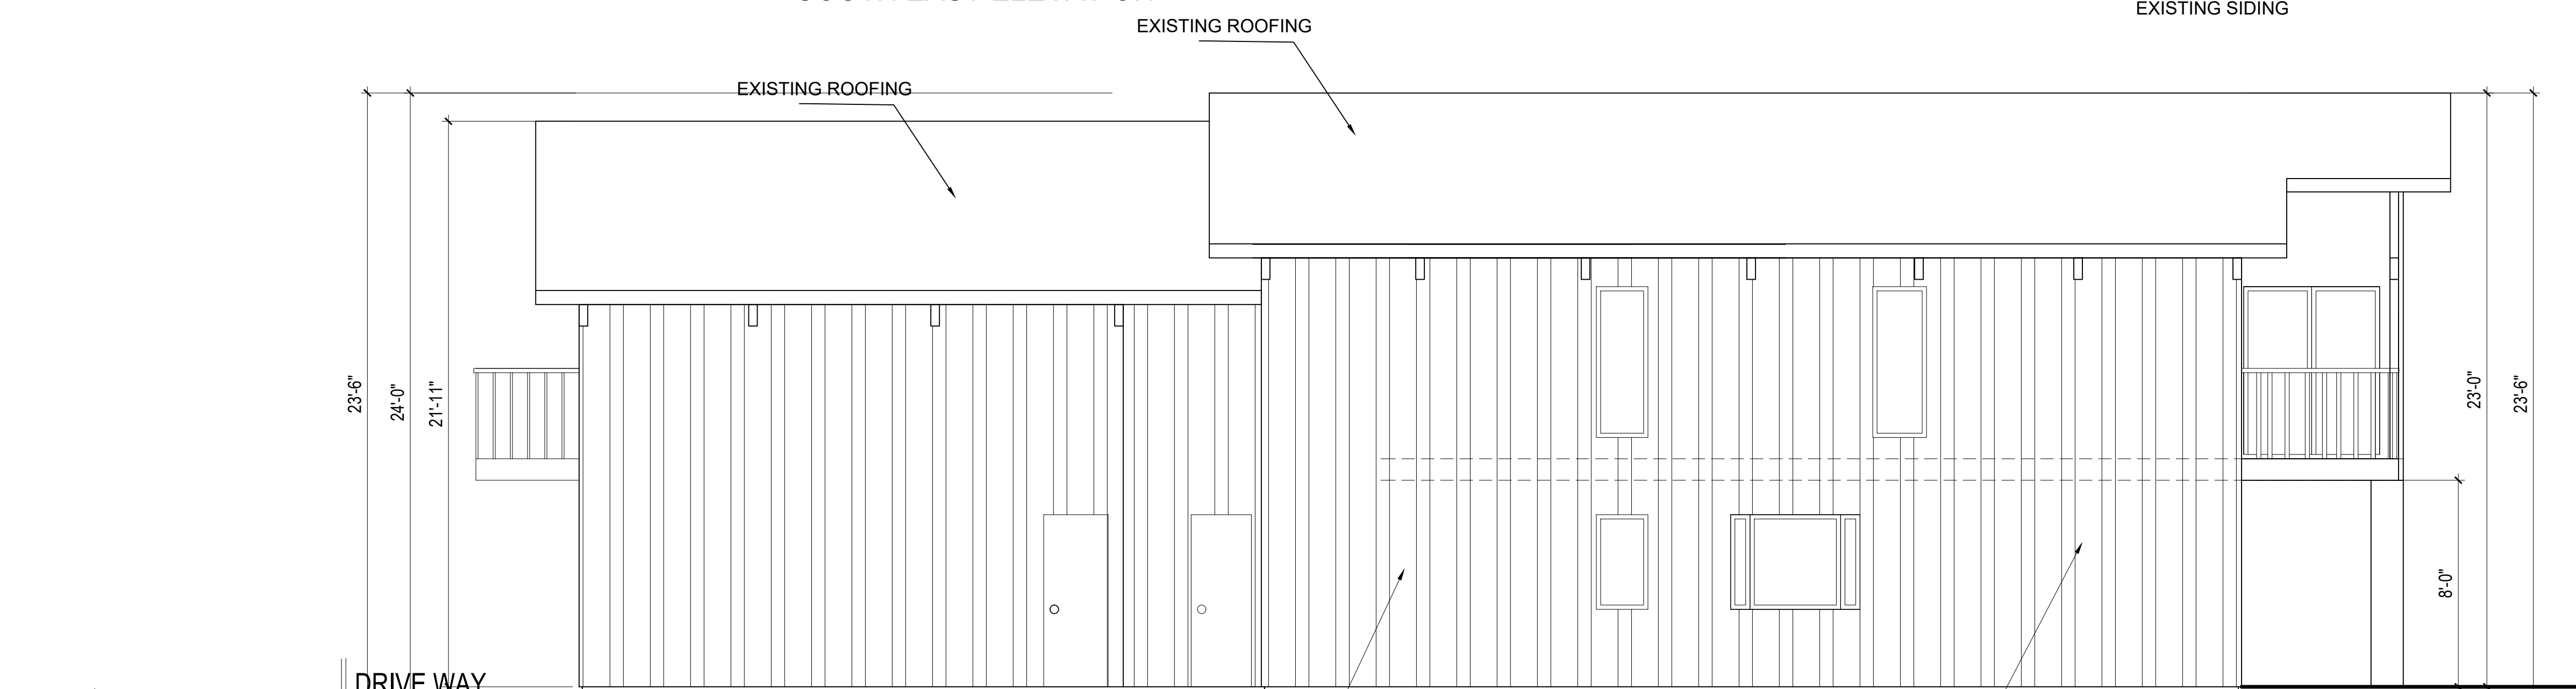 EXISTING SIDING
EXISTING ROOFING
EXISTING ROOFING
23'-6"
24'-0"
21'-11"
23'-0"
23'-6"
8'-0"
DRIVE WAY